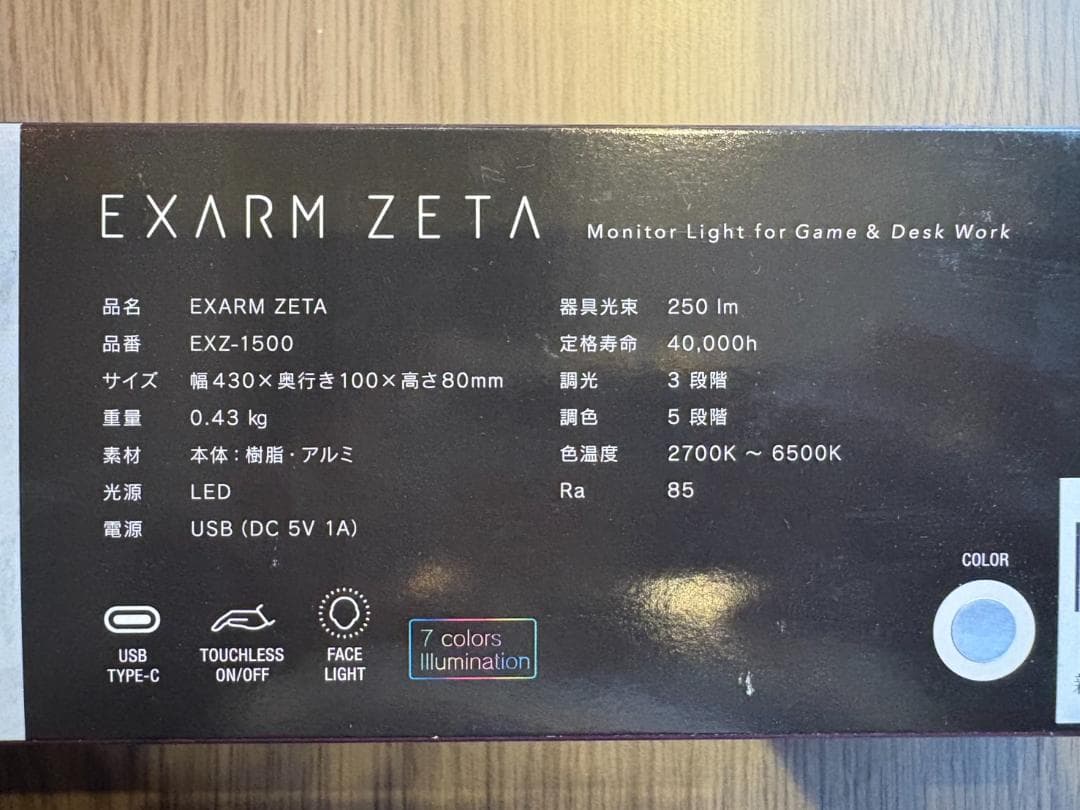 EXARM ZETA Monitor Light for Game & Desk Work
品名 EXARM ZETA
品番 EXZ-1500
サイズ 幅430×奥行き100×高さ80mm
重量 0.43 kg
素材 本体：樹脂・アルミ
光源 LED
電源 USB (DC 5V 1A)
器具光束 250 lm
定格寿命 40,000h
調光 3 段階
調色 5 段階
色温度 2700K ～ 6500K
Ra 85
USB
TYPE-C
TOUCHLESS
ON/OFF
FACE
LIGHT
7 colors
Illumination
COLOR